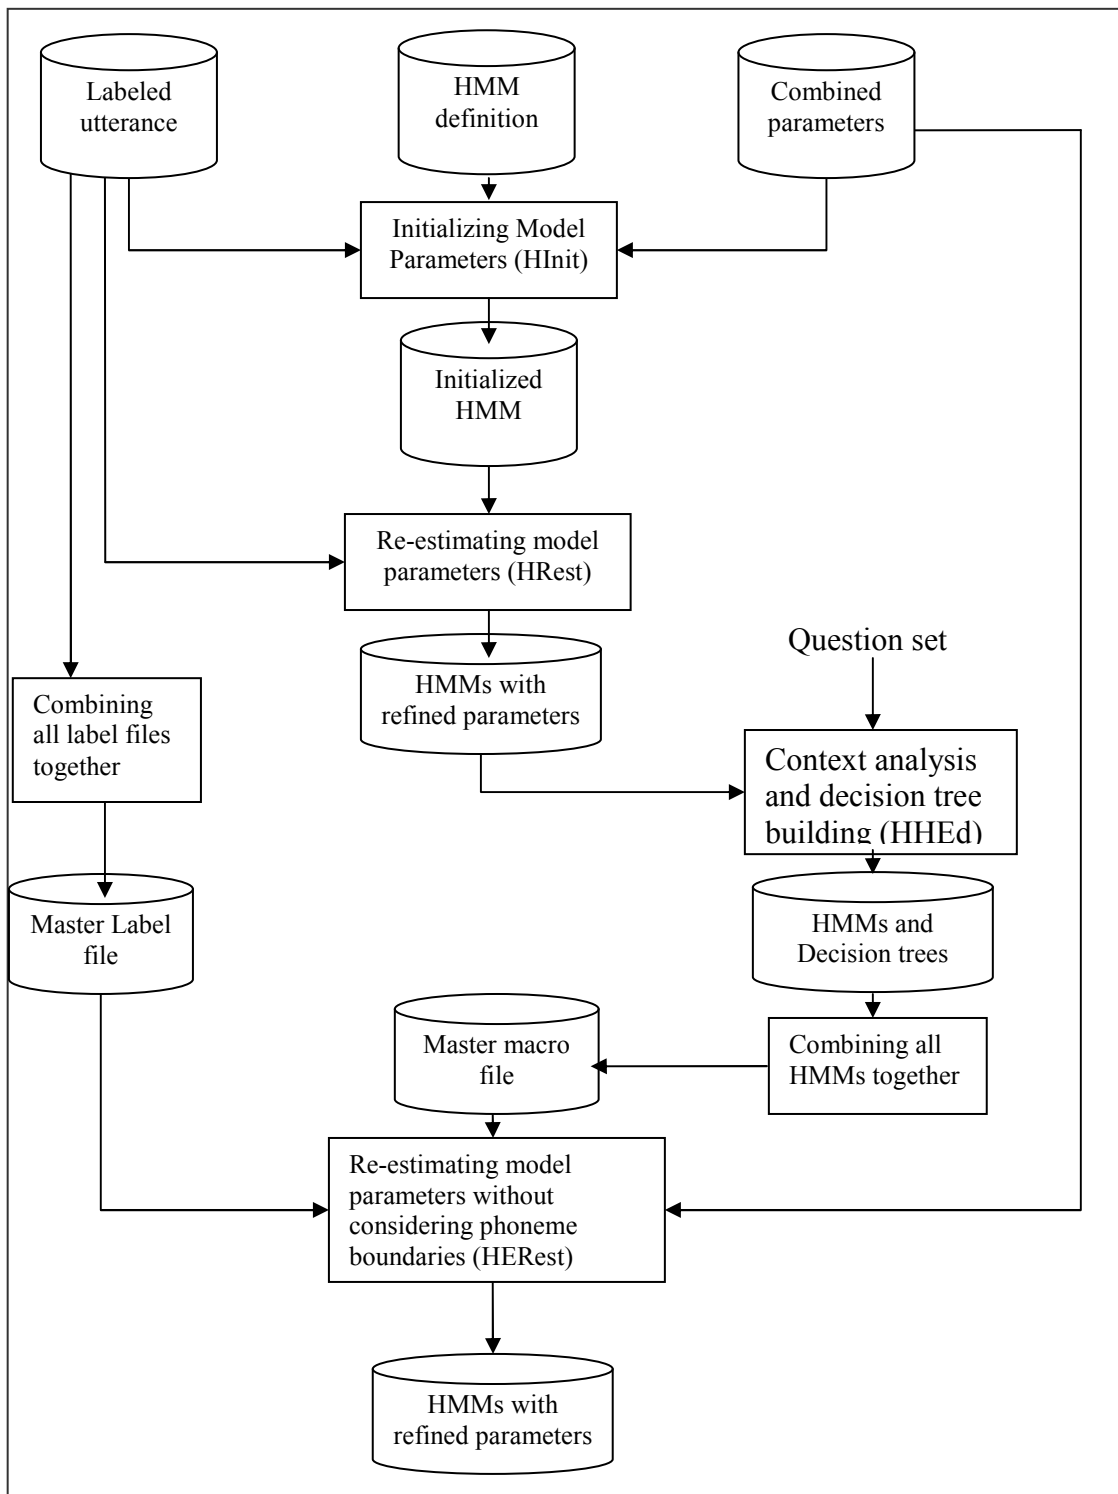 Labeled
utterance
HMM
definition
Combined
parameters
Initializing Model
Parameters (HInit)
Initialized
HMM
Re-estimating model
parameters (HRest)
Question set
HMMs with
refined parameters
Combining
all label files
together
Context analysis
and decision tree
building (HHEd)
Master Label
file
HMMs and
Decision trees
Master macro
file
Combining all
HMMs together
Re-estimating model
parameters without
considering phoneme
boundaries (HERest)
HMMs with
refined parameters